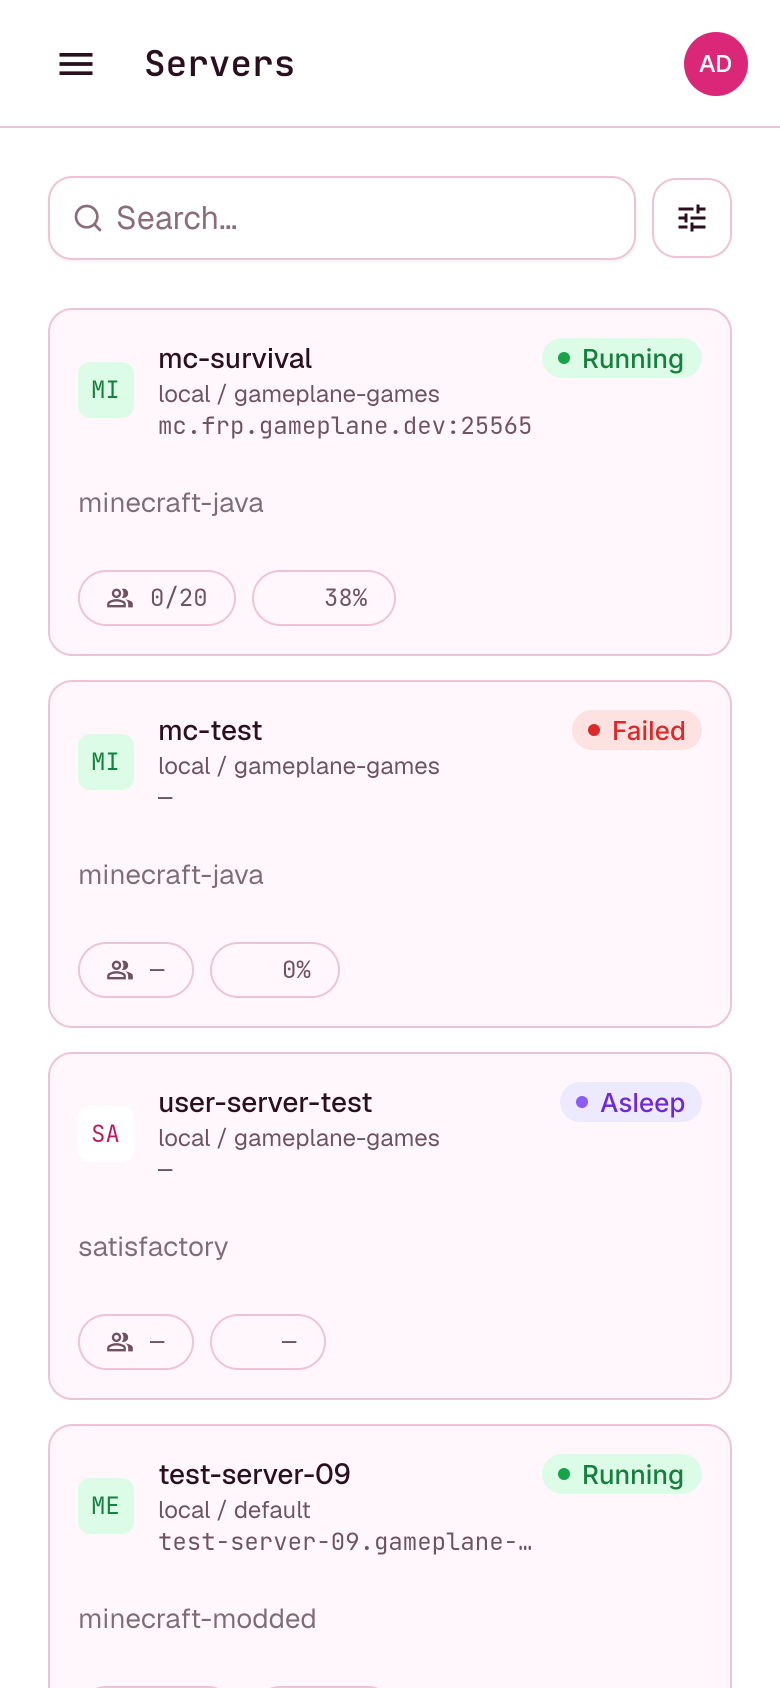 Servers
AD
Search…
MI
mc-survival
Running
local / gameplane-games
mc.frp.gameplane.dev:25565
minecraft-java
0/20
38%
MI
mc-test
Failed
local / gameplane-games
—
minecraft-java
—
0%
SA
user-server-test
Asleep
local / gameplane-games
—
satisfactory
—
—
ME
test-server-09
Running
local / default
test-server-09.gameplane-…
minecraft-modded